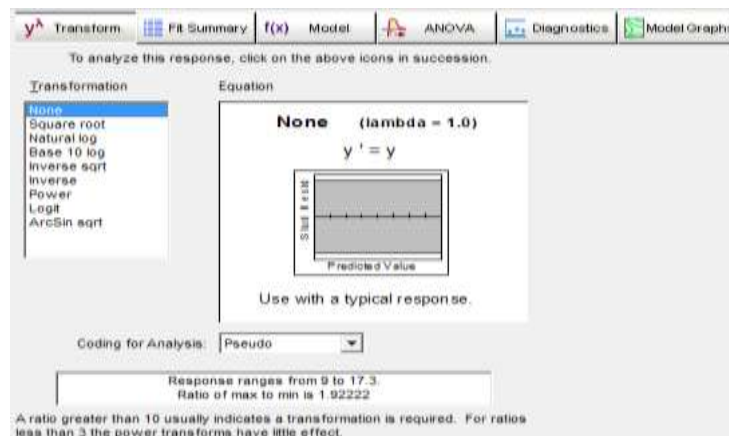 yλ Transform Fit Summary f(x) Model ANOVA Diagnostics Model Graphs
To analyze this response, click on the above icons in succession.
Transformation
None
Square root
Natural log
Base 10 log
Inverse sqrt
Inverse
Power
Logit
ArcSin sqrt
Equation
None (lambda = 1.0)
y ' = y
Stud Resid
Predicted Value
Use with a typical response.
Coding for Analysis: Pseudo
Response ranges from 9 to 17.3.
Ratio of max to min is 1.92222
A ratio greater than 10 usually indicates a transformation is required. For ratios
less than 3 the power transforms have little effect.